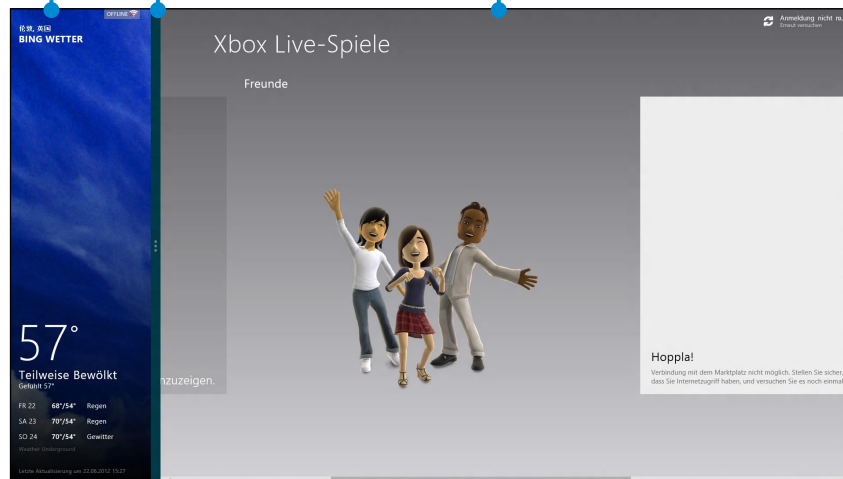 OFFLINE
伦敦, 英国
BING WETTER
57°
Teilweise Bewölkt
Gefühlt 57°
FR 22 68°/54° Regen
SA 23 70°/54° Regen
SO 24 70°/54° Gewitter
Weather Underground
Letzte Aktualisierung um 22.06.2012 15:27
Xbox Live-Spiele
Freunde
nzuzeigen.
Anmeldung nicht
Erneut versuchen
Hoppla!
Verbindung mit dem Marktplatz nicht möglich. Stellen Sie sicher,
dass Sie Internetzugriff haben, und versuchen Sie es noch einmal